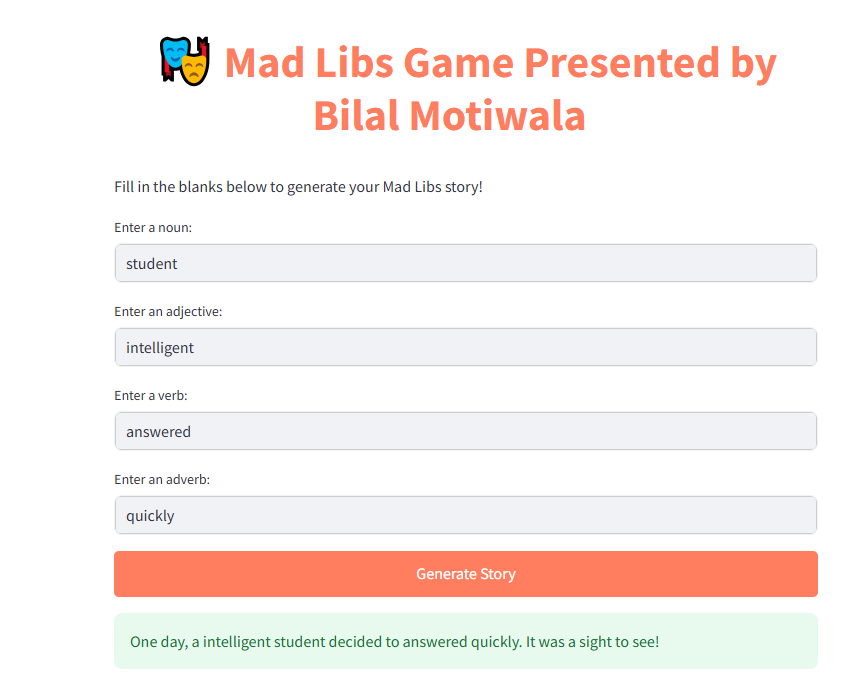 Mad Libs Game Presented by
Bilal Motiwala
Fill in the blanks below to generate your Mad Libs story!
Enter a noun:
student
Enter an adjective:
intelligent
Enter a verb:
answered
Enter an adverb:
quickly
Generate Story
One day, a intelligent student decided to answered quickly. It was a sight to see!